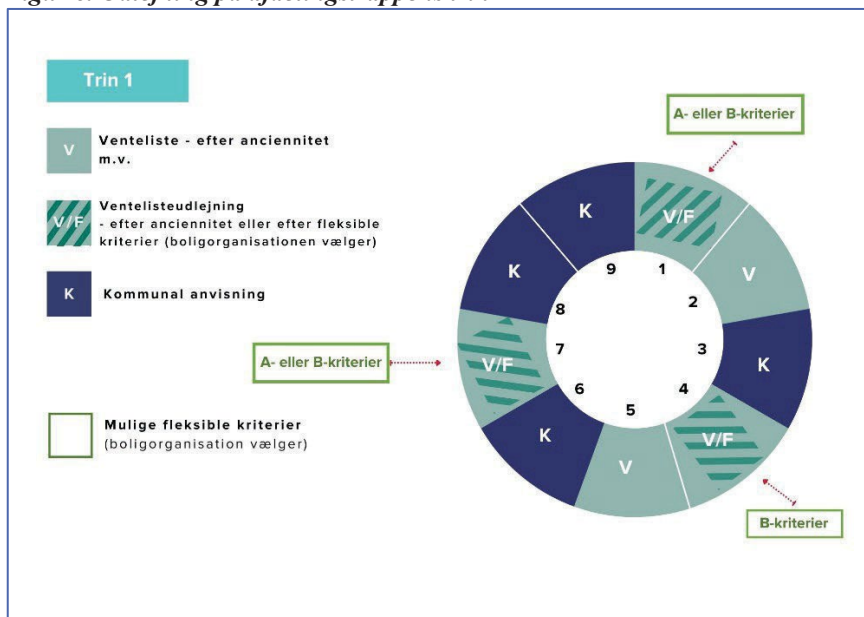 Trin 1
V
Venteliste - efter anciennitet
m.v.
V/F
Ventelisteudlejning
- efter anciennitet eller efter fleksible
kriterier (boligorganisationen vælger)
K
Kommunal anvisning
Mulige fleksible kriterier
(boligorganisation vælger)
A- eller B-kriterier
V/F
1
V
2
K
3
V/F
4
B-kriterier
V
5
K
6
V/F
7
A- eller B-kriterier
K
8
K
9